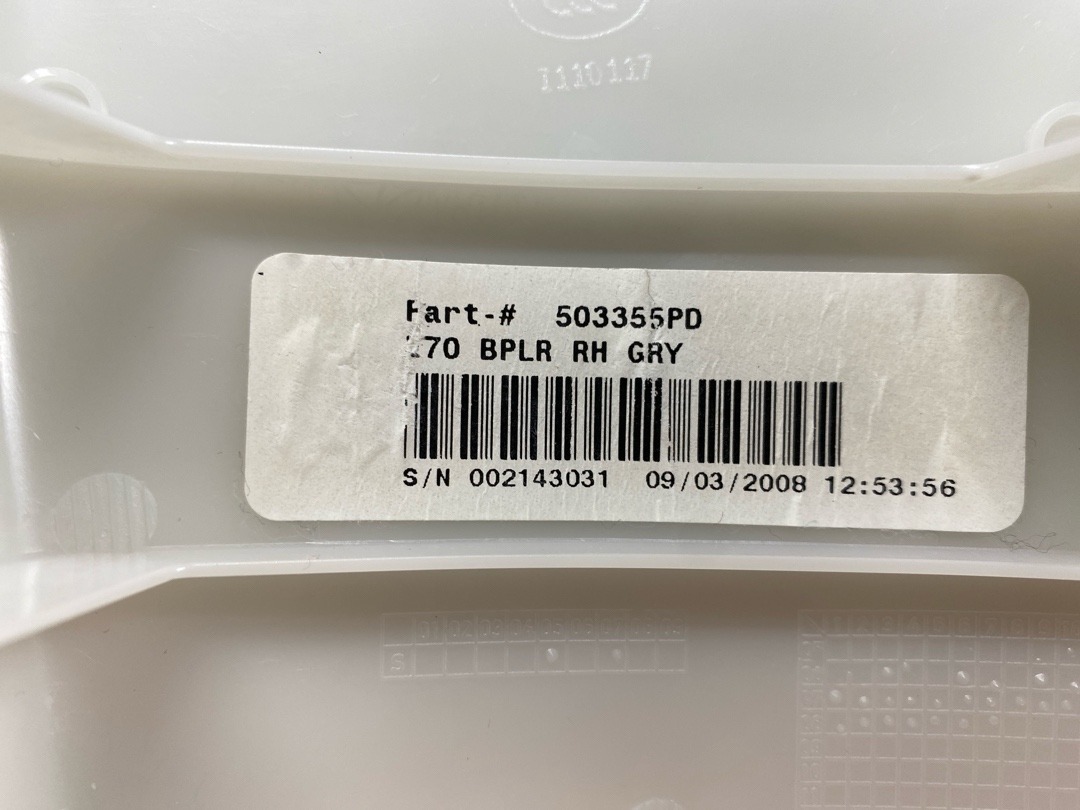 1110117
Part-# 503355PD
BPLR RH GRY
S/N 002143031 09/03/2008 12:53:56
S